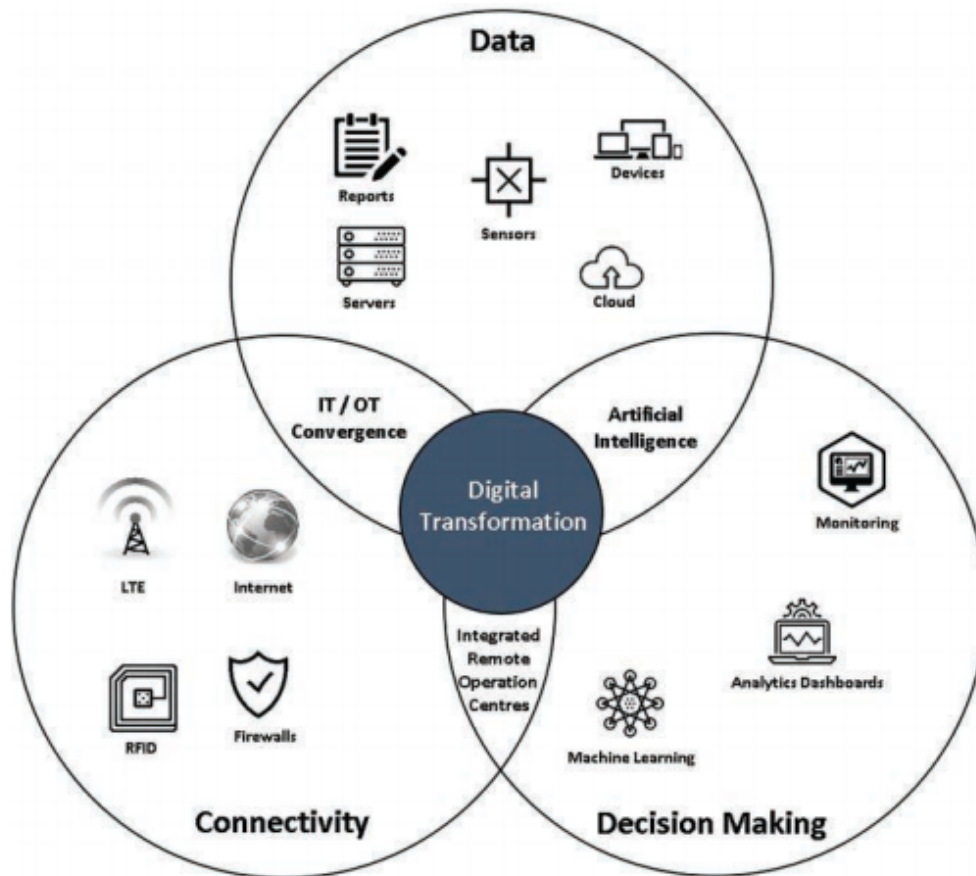 Data
Reports
Sensors
Devices
Servers
Cloud
IT / OT
Convergence
Artificial
Intelligence
Digital
Transformation
Monitoring
LTE
Internet
Integrated
Remote
Operation
Centres
Analytics Dashboards
RFID
Firewalls
Machine Learning
Connectivity
Decision Making